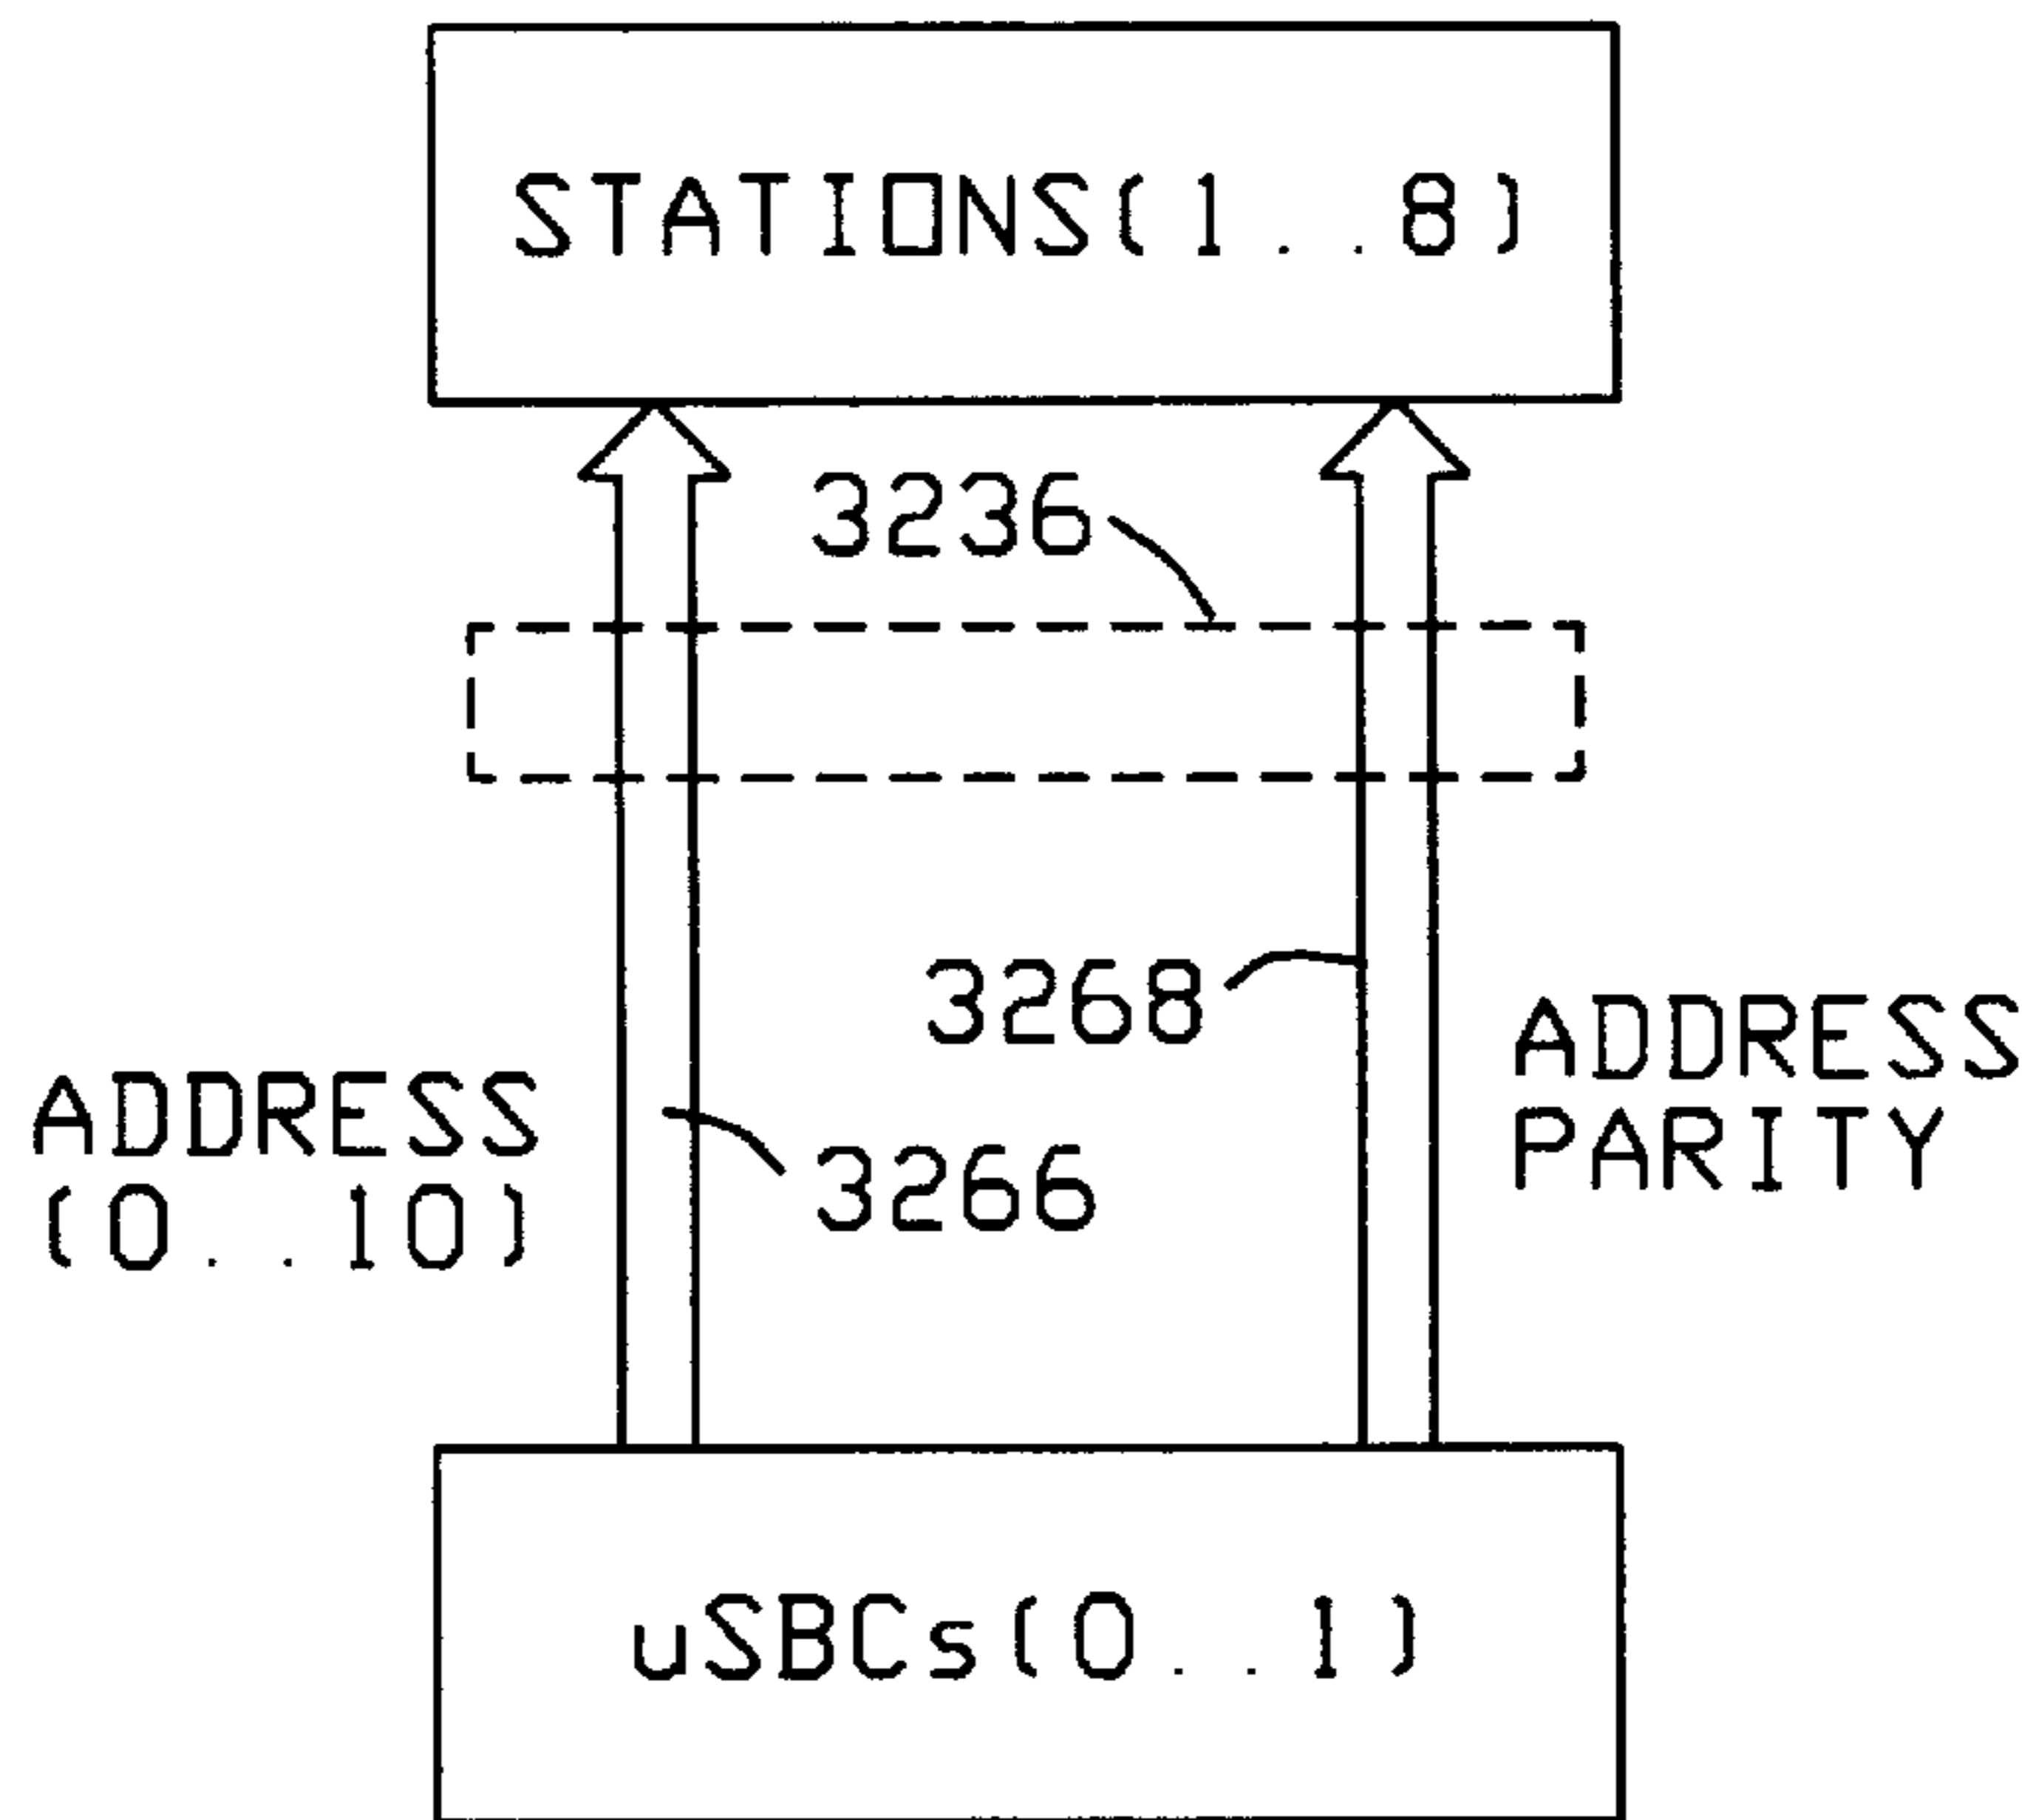 STATIONS(1..8)
3236
3268
ADDRESS
PARITY
ADDRESS
(0..10)
3266
uSBCs(0..1)